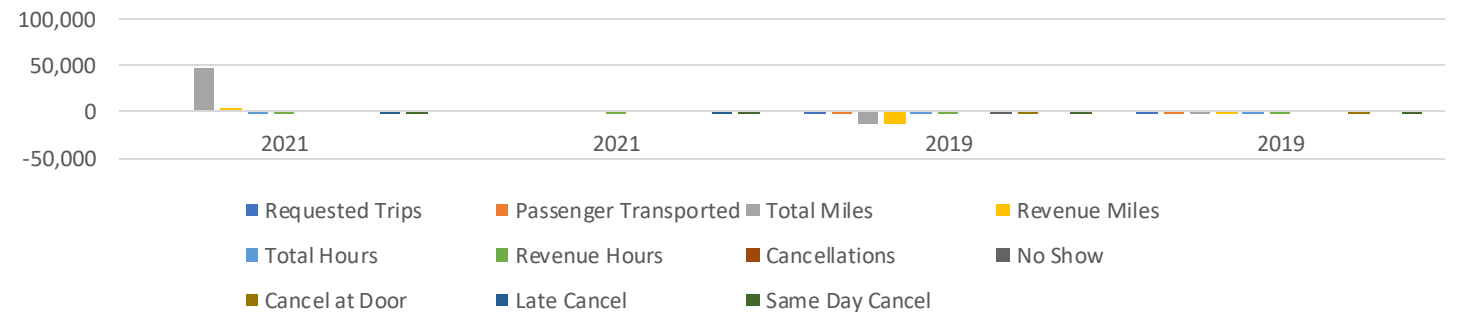 100,000
50,000
0
-50,000
2021 2021 2019 2019
Requested Trips Passenger Transported Total Miles Revenue Miles
Total Hours Revenue Hours Cancellations No Show
Cancel at Door Late Cancel Same Day Cancel